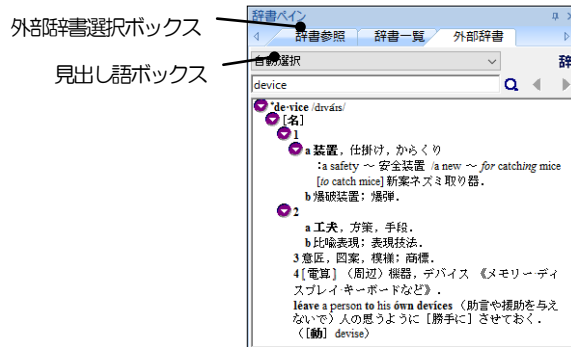 外部辞書選択ボックス
見出し語ボックス
辞書ペイン
辞書参照 辞書一覧 外部辞書
自動選択 辞
device
*de·vice /dɪváɪs/
[名]
1
a 装置，仕掛け，からくり
:a safety ～ 安全装置 /a new ～ for catching mice
[to catch mice] 新案ネズミ取り器．
b 爆破装置；爆弾．
2
a 工夫，方策，手段．
b 比喩表現；表現技法．
3 意匠，図案，模様；商標．
4 [電算] （周辺）機器，デバイス 《メモリー·ディ
スプレイ·キーボードなど》．
léave a person to his ówn devices （助言や援助を与え
ないで）人の思うように［勝手に］させておく．
（[動] devise）